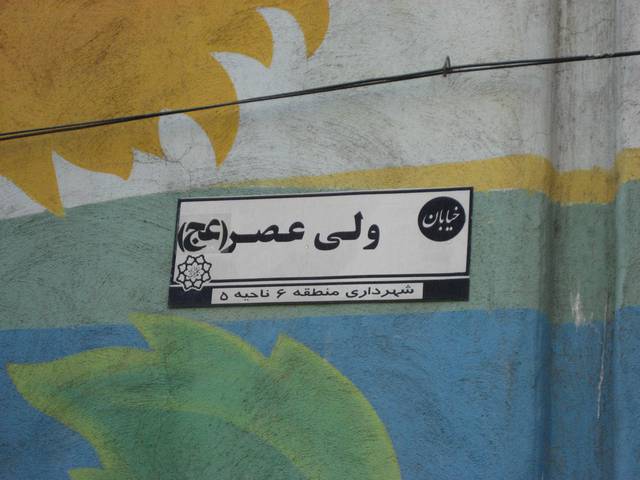 خیابان
ولی عصر(عج)
شهرداری منطقه ۶ ناحیه ۵